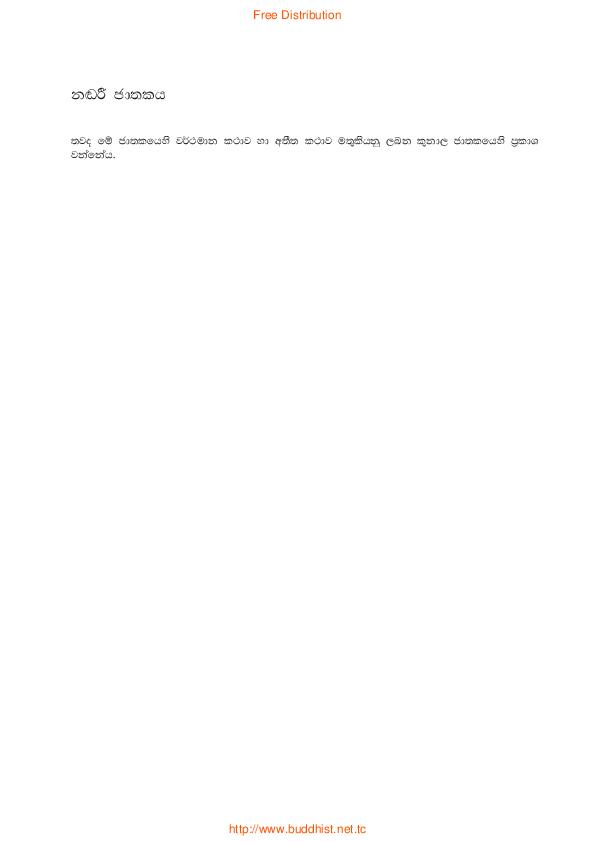 Free Distribution
නඬරී ජාතකය
තවද මේ ජාතකයෙහි වර්ථමාන කථාව හා අතීත කථාව මතුකියනු ලබන කුනාල ජාතකයෙහි ප්‍රකාශ
වන්නේය.
http://www.buddhist.net.tc